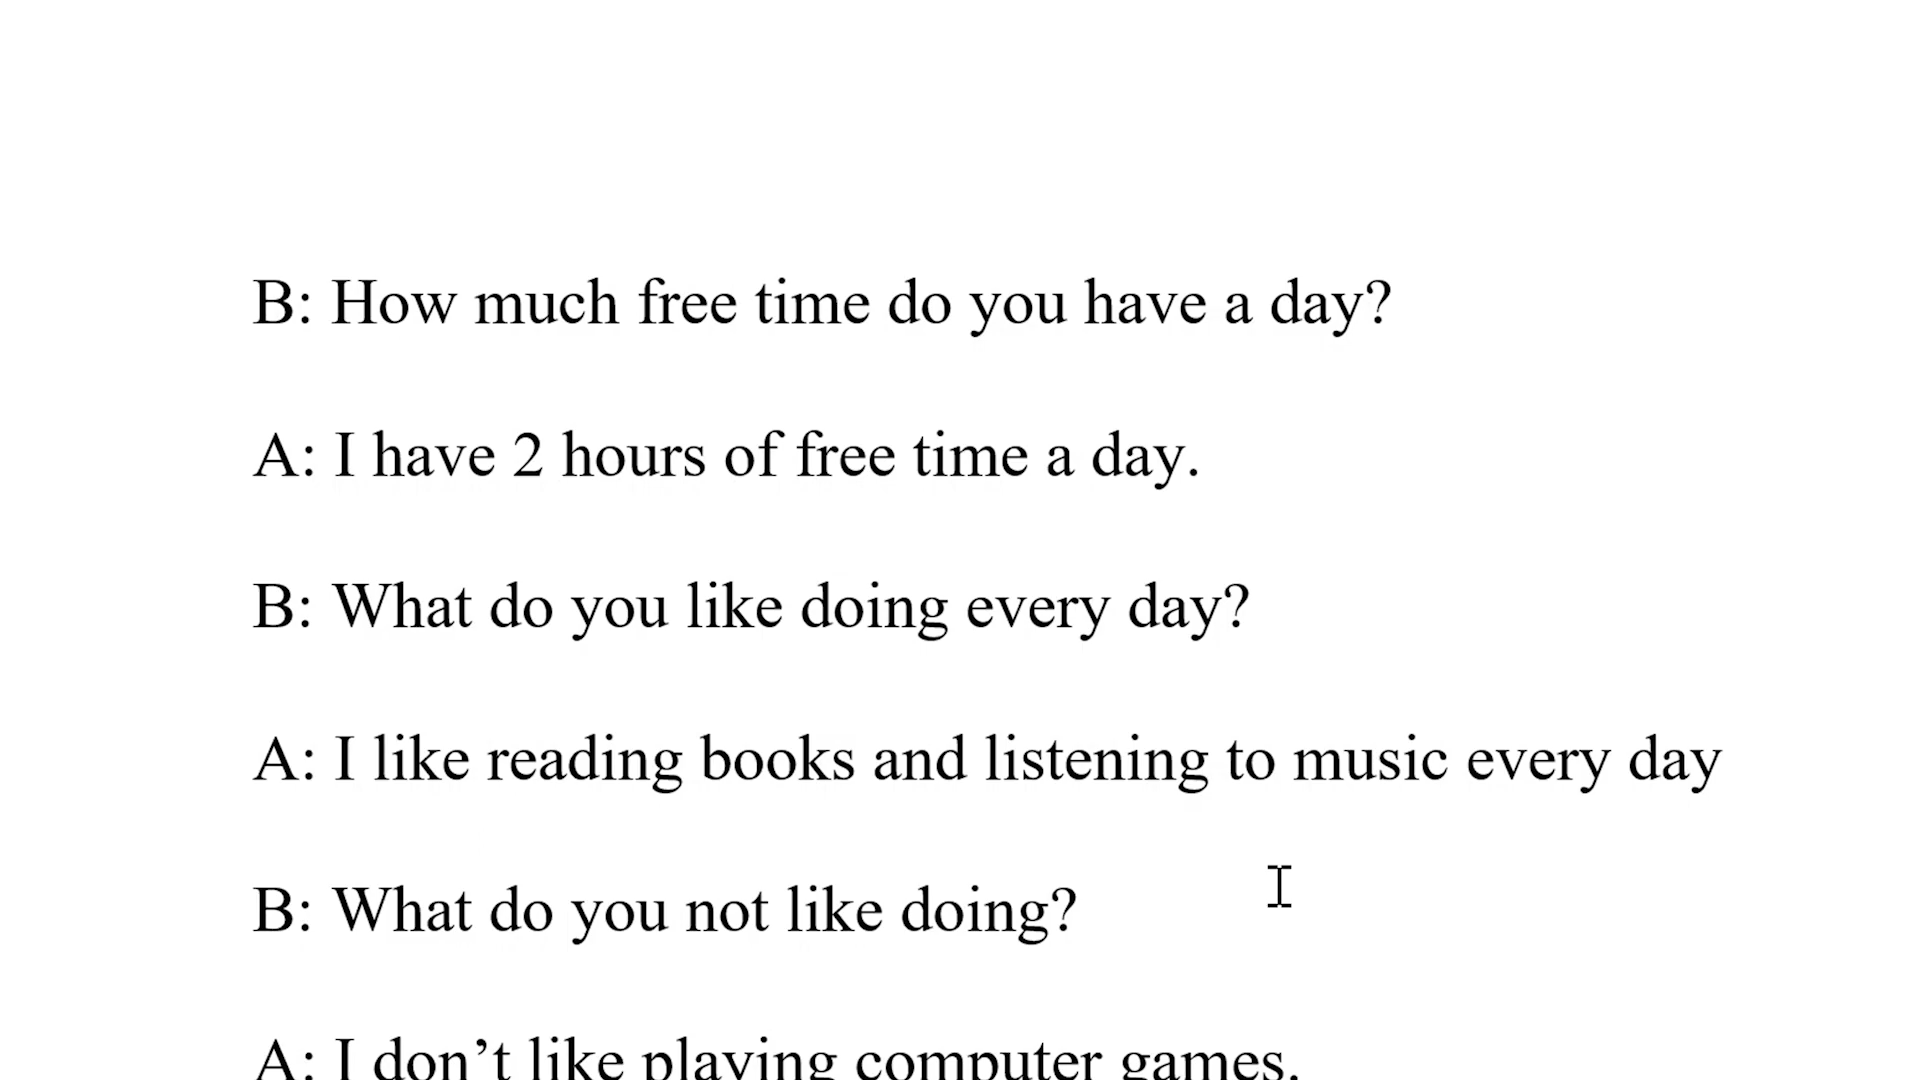 B: How much free time do you have a day?
A: I have 2 hours of free time a day.
B: What do you like doing every day?
A: I like reading books and listening to music every day
B: What do you not like doing?
A: I don’t like playing computer games.